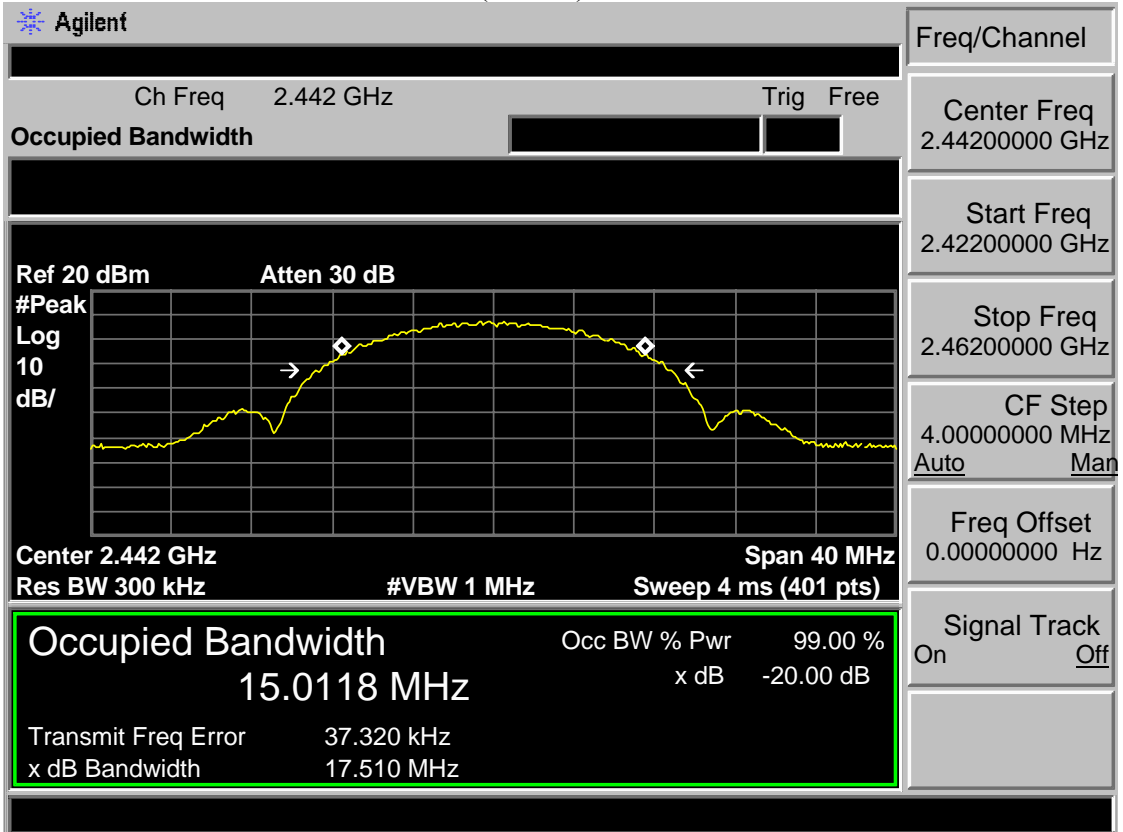 Agilent
Freq/Channel
Ch Freq 2.442 GHz Trig Free
Occupied Bandwidth
Center Freq
2.44200000 GHz
Start Freq
2.42200000 GHz
Stop Freq
2.46200000 GHz
CF Step
4.00000000 MHz
Auto Man
Freq Offset
0.00000000 Hz
Signal Track
On Off
Ref 20 dBm Atten 30 dB
#Peak
Log
10
dB/
Center 2.442 GHz Span 40 MHz
Res BW 300 kHz #VBW 1 MHz Sweep 4 ms (401 pts)
Occupied Bandwidth Occ BW % Pwr 99.00 %
15.0118 MHz x dB -20.00 dB
Transmit Freq Error 37.320 kHz
x dB Bandwidth 17.510 MHz